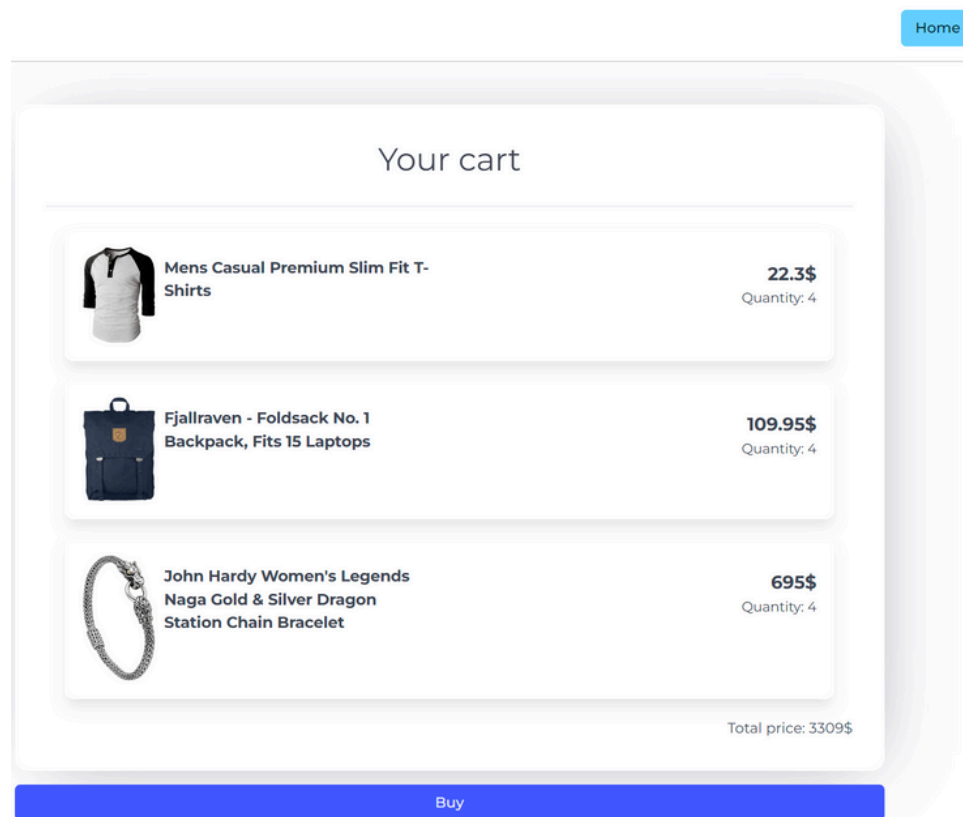 Home
Your cart
Mens Casual Premium Slim Fit T-
Shirts
22.3$
Quantity: 4
Fjallraven - Foldsack No. 1
Backpack, Fits 15 Laptops
109.95$
Quantity: 4
John Hardy Women's Legends
Naga Gold & Silver Dragon
Station Chain Bracelet
695$
Quantity: 4
Total price: 3309$
Buy